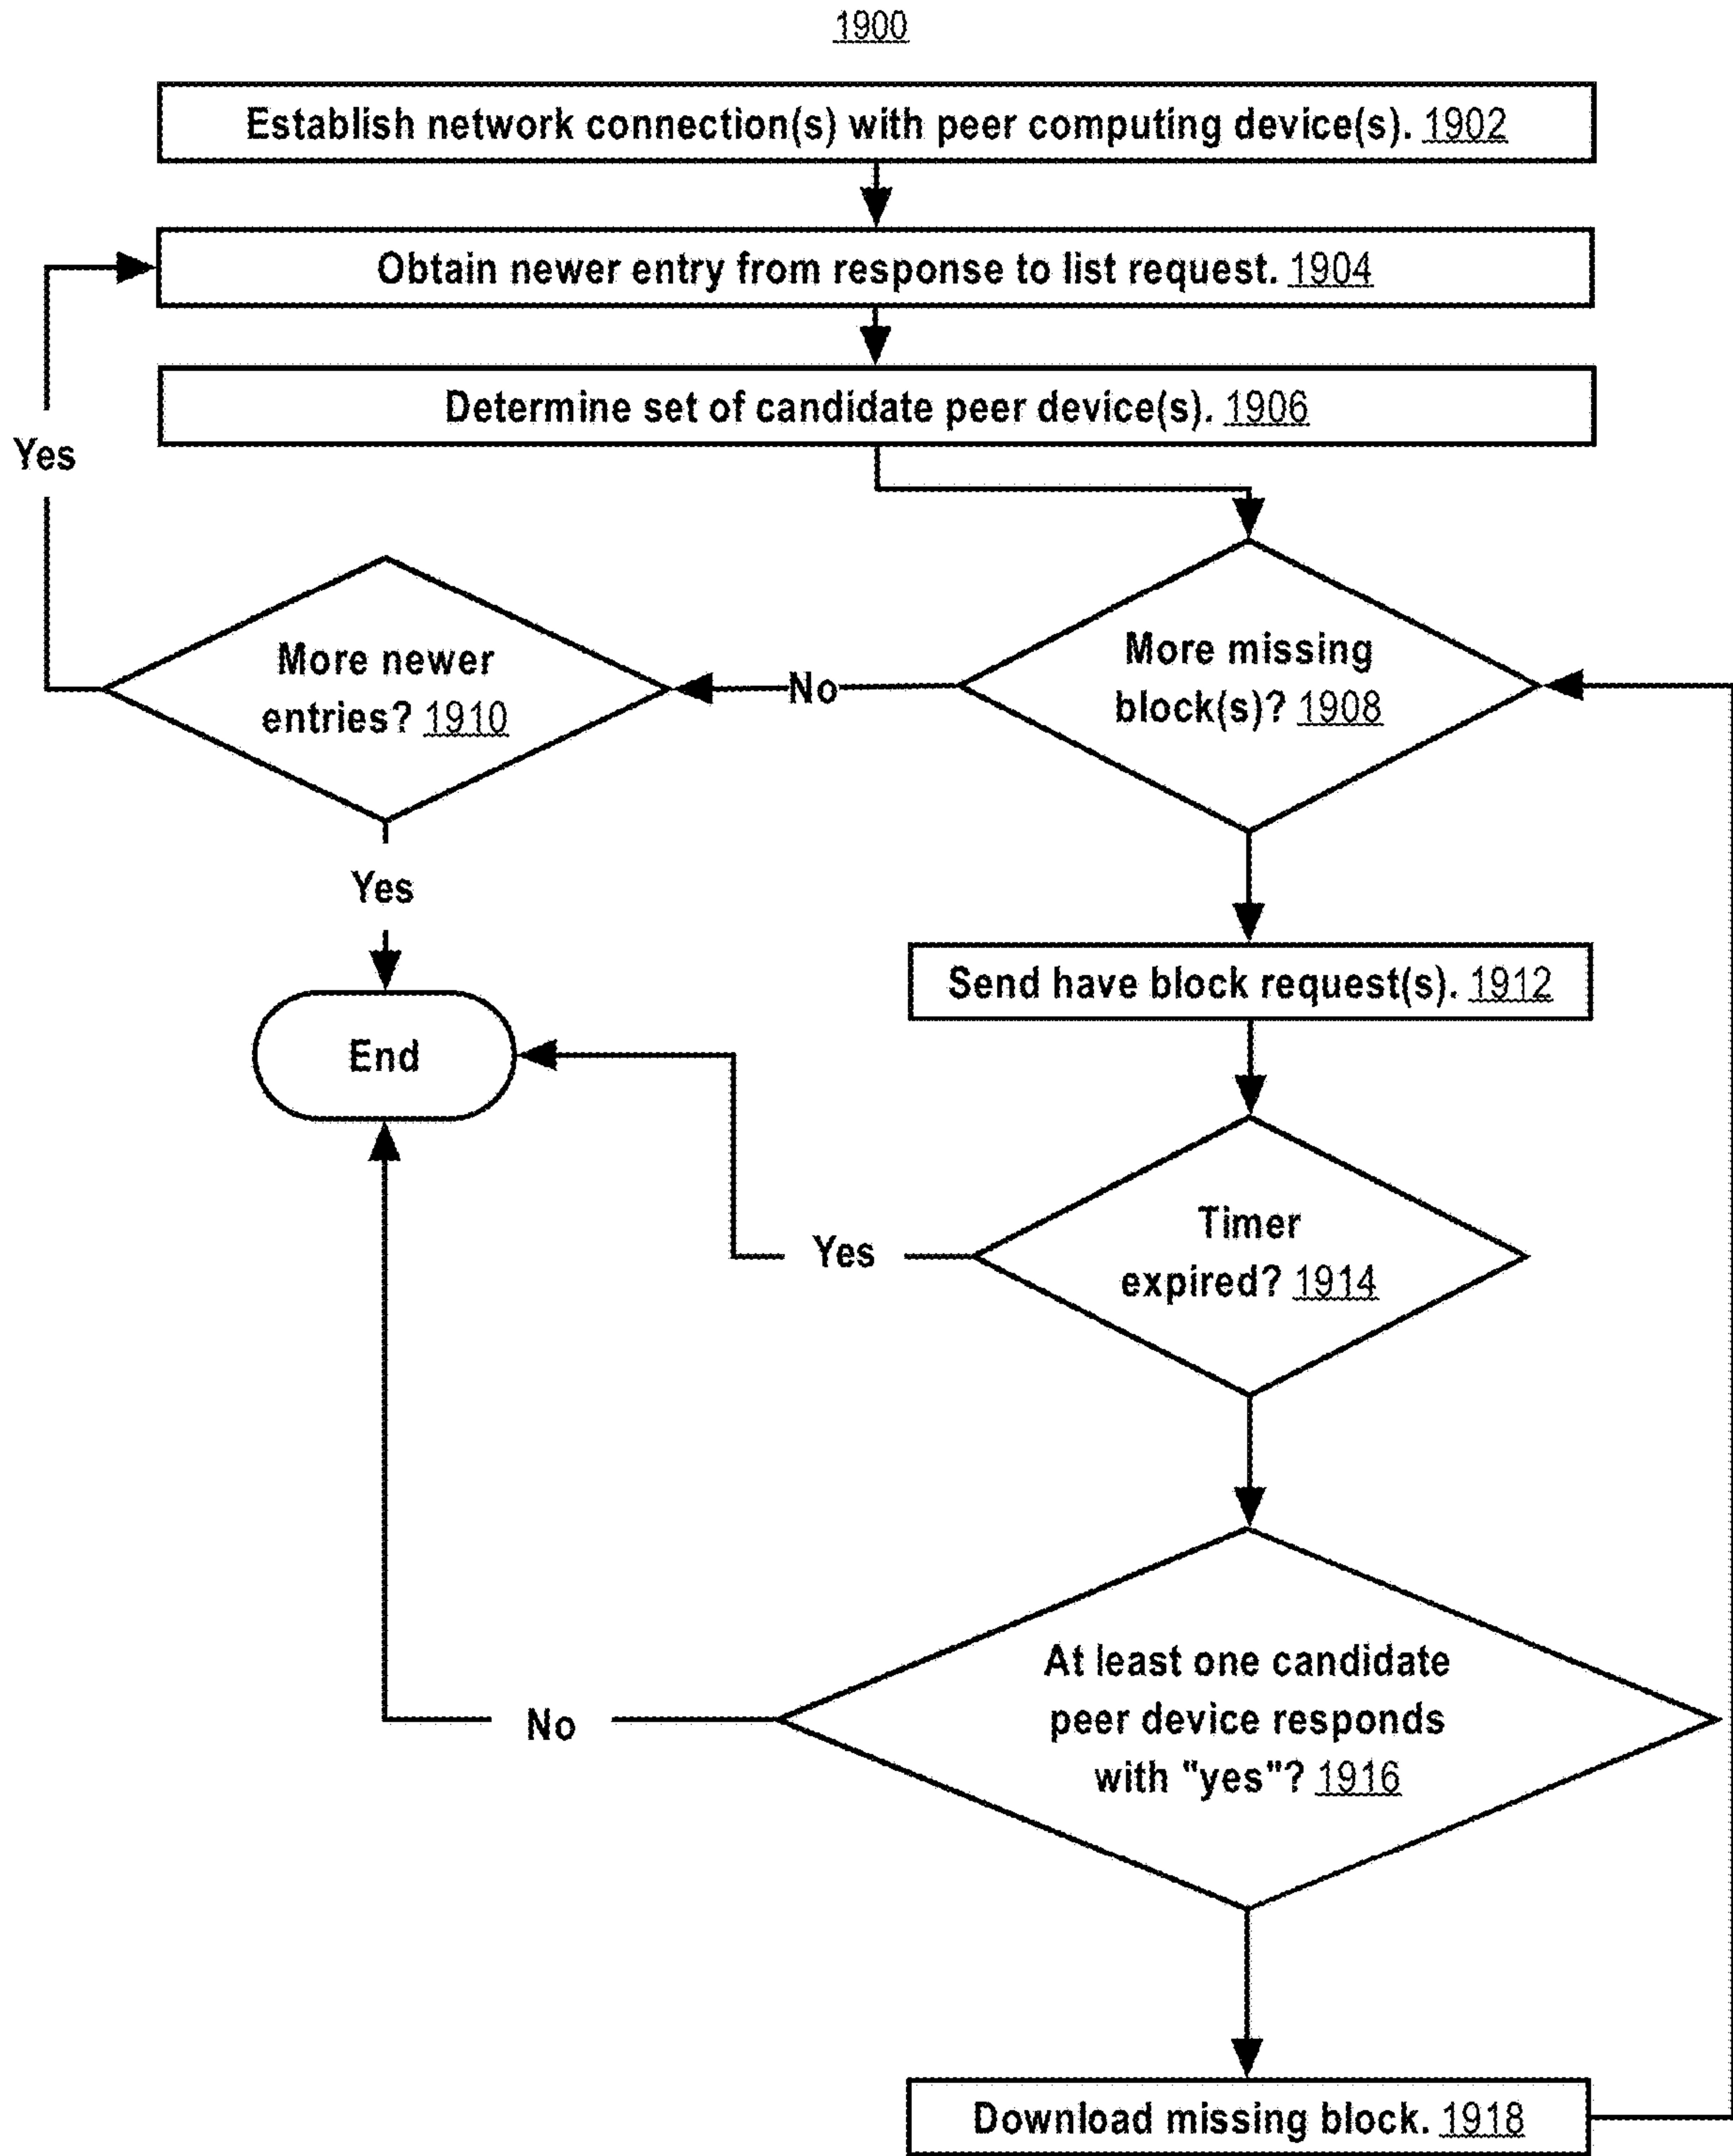 1900
Establish network connection(s) with peer computing device(s). 1902
Obtain newer entry from response to list request. 1904
Determine set of candidate peer device(s). 1906
Yes
More newer
entries? 1910
No
More missing
block(s)? 1908
Yes
Send have block request(s). 1912
End
Yes
Timer
expired? 1914
No
At least one candidate
peer device responds
with "yes"? 1916
Download missing block. 1918